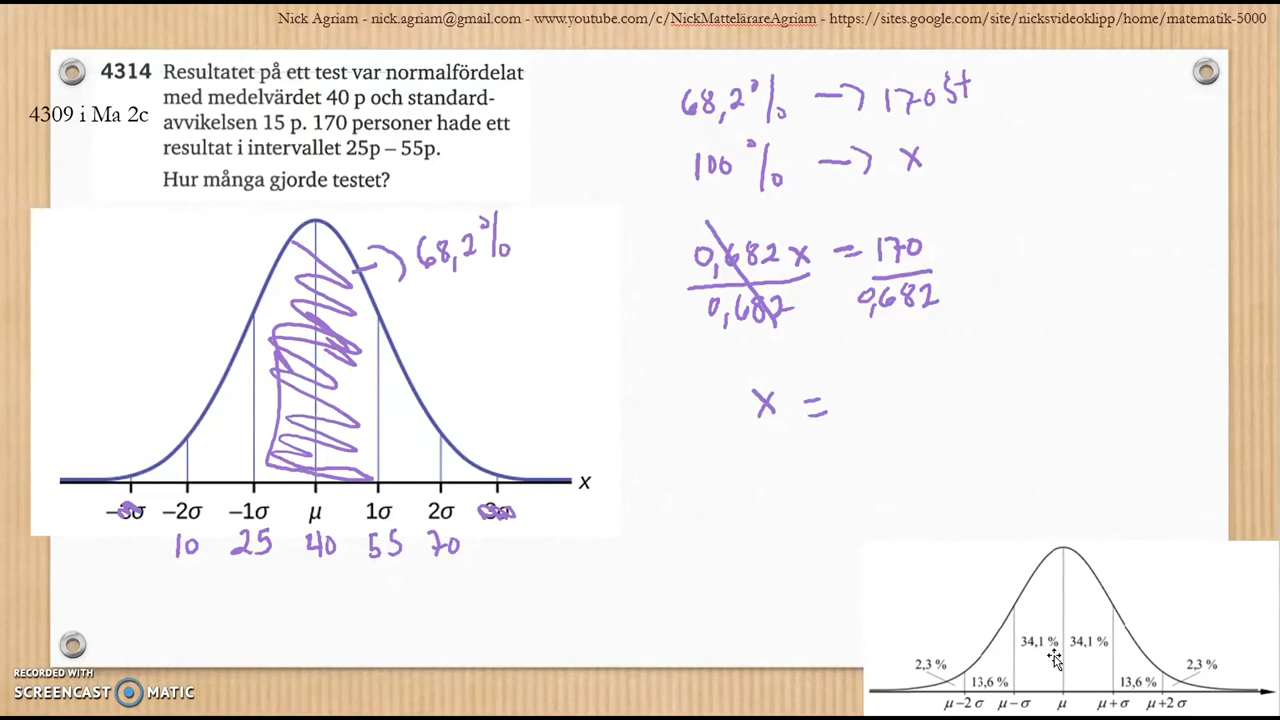 Nick Agriam - nick.agriam@gmail.com - www.youtube.com/c/NickMattelärareAgriam - https://sites.google.com/site/nicksvideoklipp/home/matematik-5000
4314 Resultatet på ett test var normalfördelat
med medelvärdet 40 p och standard-
avvikelsen 15 p. 170 personer hade ett
resultat i intervallet 25p – 55p.
Hur många gjorde testet?
4309 i Ma 2c
68,2 % → 170 st
100 % → x
0,682 x = 170
0,682 0,682
x =
68,2 %
x
-3σ -2σ -1σ μ 1σ 2σ
10 25 40 55 70
34,1 % 34,1 %
2,3 % 2,3 %
13,6 % 13,6 %
μ−2σ μ−σ μ μ+σ μ+2σ
RECORDED WITH
SCREENCAST MATIC